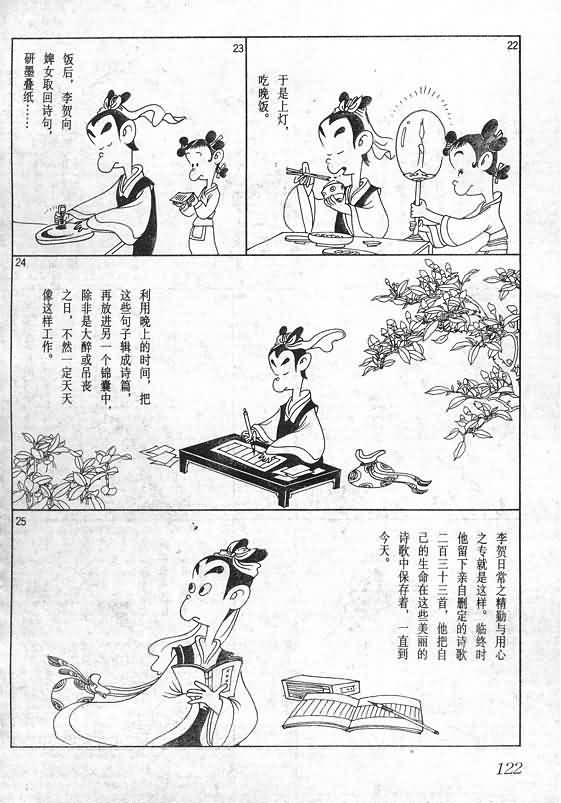 22
于是上灯，
吃晚饭。
23
饭后，李贺向
婢女取回诗句，
研墨叠纸……
24
利用晚上的时间，把
这些句子辑成诗篇，
再放进另一个锦囊中，
除非是大醉或吊丧
之日，不然一定天天
像这样工作。
25
李贺日常之精勤与用心
之专就是这样。临终时
他留下亲自删定的诗歌
二百三十三首，他把自
己的生命在这些美丽的
诗歌中保存着，一直到
今天。
122